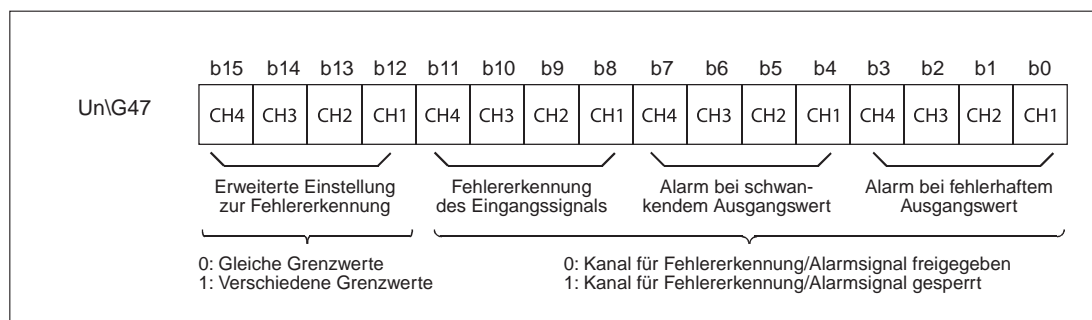 b15 b14 b13 b12 b11 b10 b9 b8 b7 b6 b5 b4 b3 b2 b1 b0
Un\G47 CH4 CH3 CH2 CH1 CH4 CH3 CH2 CH1 CH4 CH3 CH2 CH1 CH4 CH3 CH2 CH1
Erweiterte Einstellung
zur Fehlererkennung
Fehlererkennung
des Eingangssignals
Alarm bei schwan-
kendem Ausgangswert
Alarm bei fehlerhaftem
Ausgangswert
0: Gleiche Grenzwerte
1: Verschiedene Grenzwerte
0: Kanal für Fehlererkennung/Alarmsignal freigegeben
1: Kanal für Fehlererkennung/Alarmsignal gesperrt